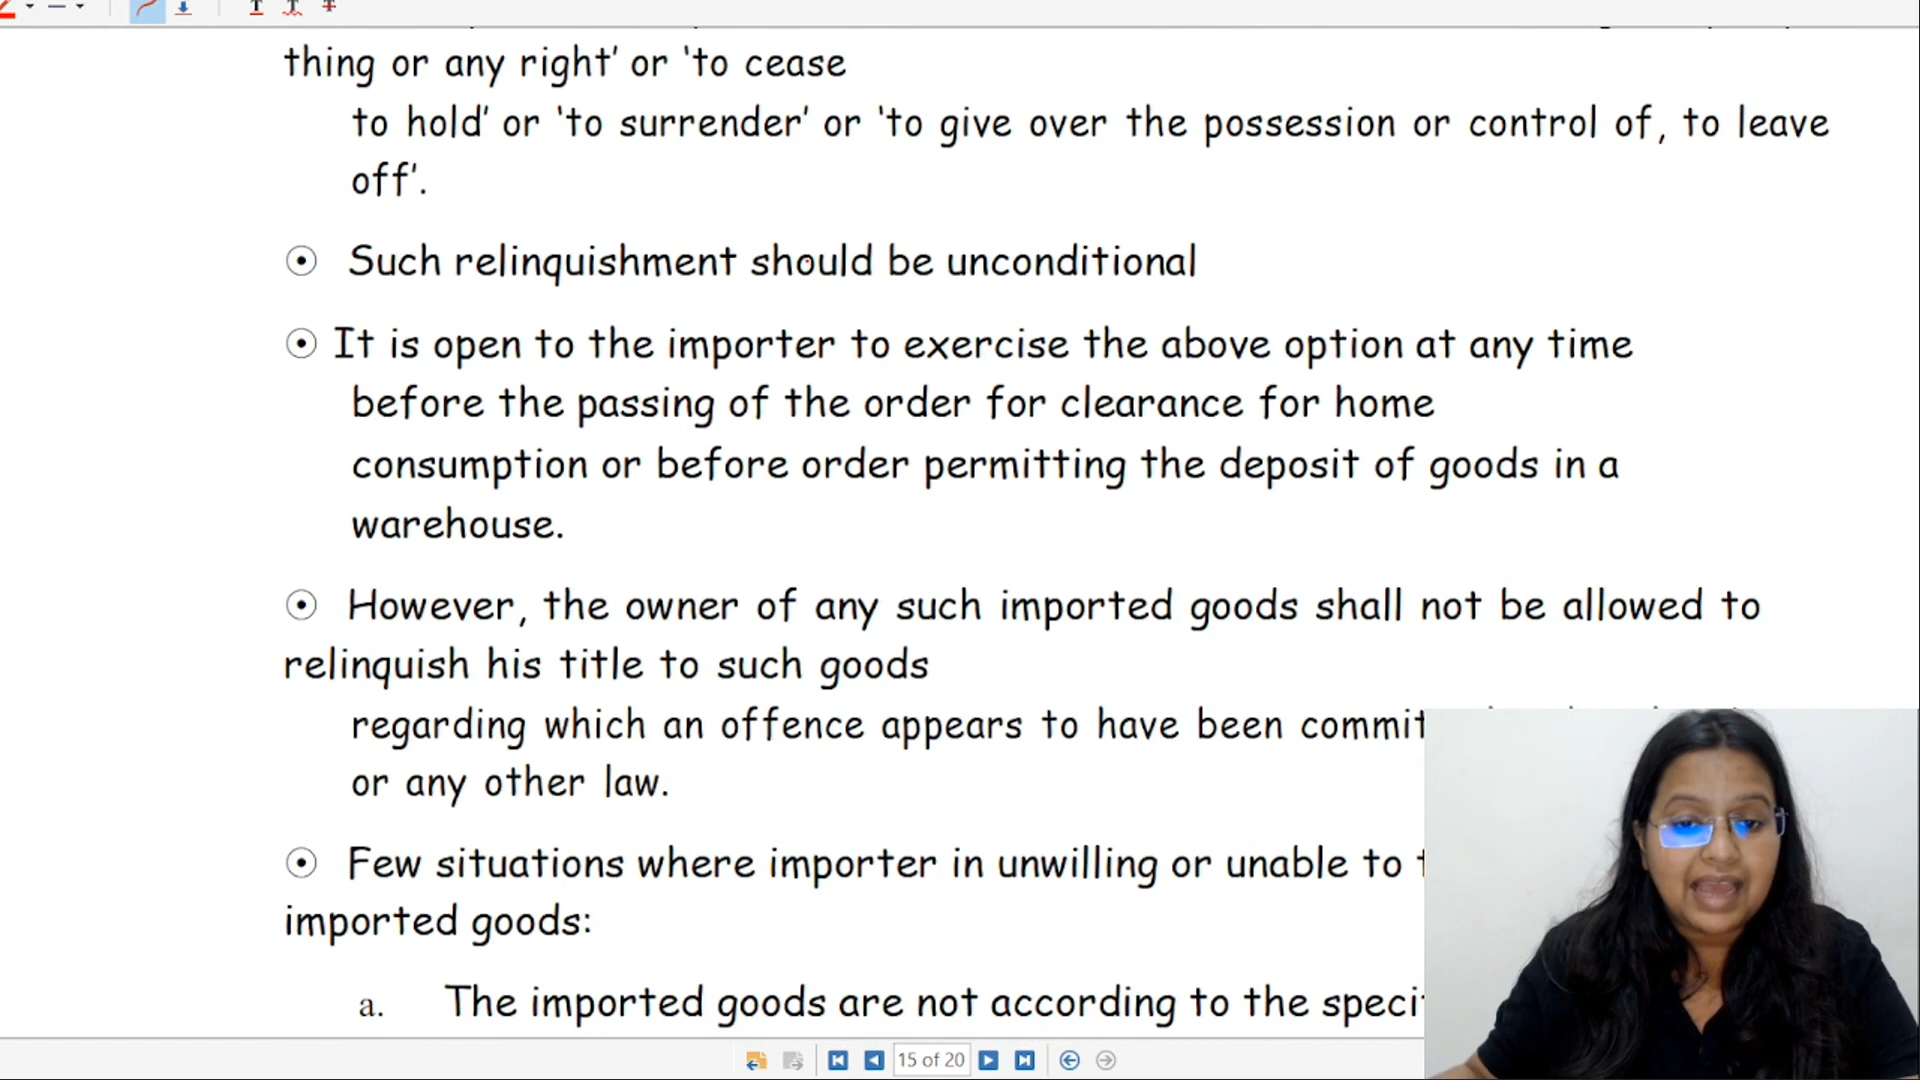 thing or any right’ or ‘to cease
to hold’ or ‘to surrender’ or ‘to give over the possession or control of, to leave
off’.
Such relinquishment should be unconditional
It is open to the importer to exercise the above option at any time
before the passing of the order for clearance for home
consumption or before order permitting the deposit of goods in a
warehouse.
However, the owner of any such imported goods shall not be allowed to
relinquish his title to such goods
regarding which an offence appears to have been
or any other law.
Few situations where importer in unwilling or unable to
imported goods:
a. The imported goods are not according to the
15 of 20